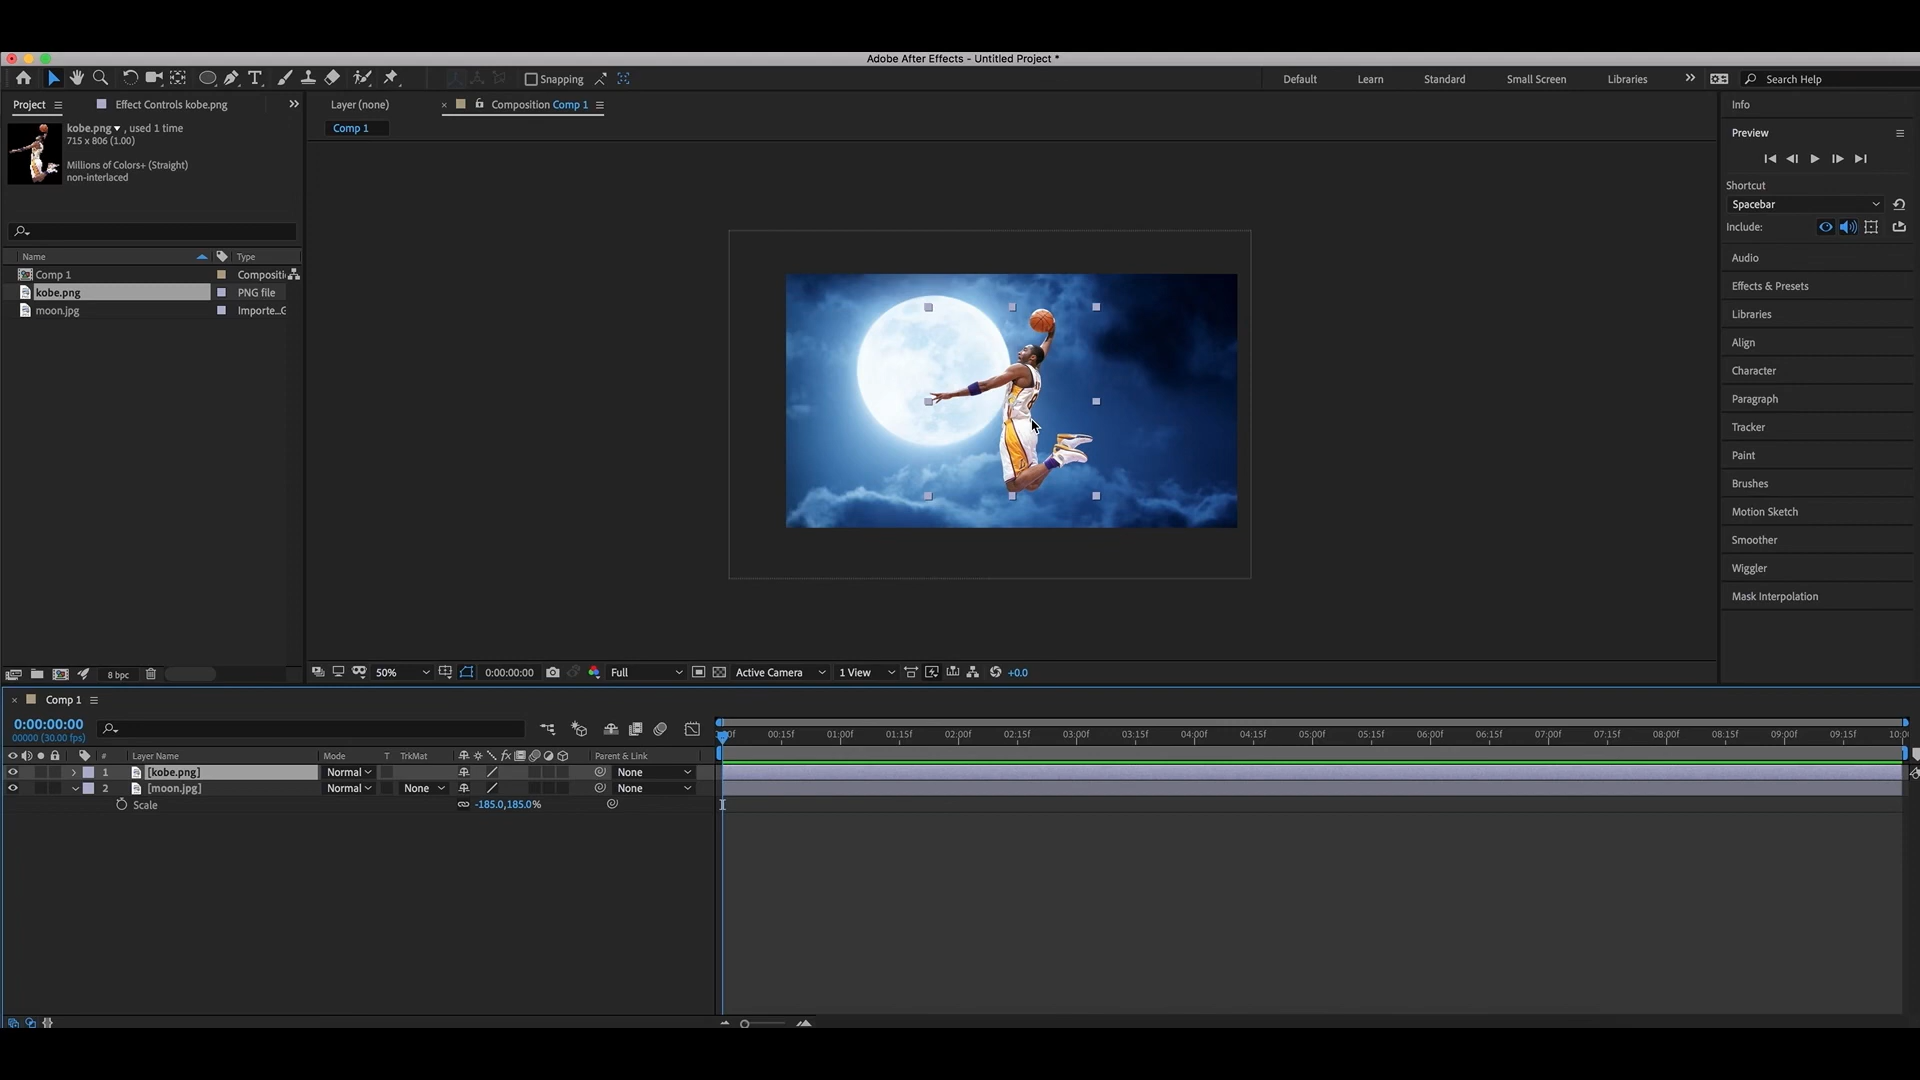 Adobe After Effects - Untitled Project *
Snapping
Default
Learn
Standard
Small Screen
Libraries
Search Help
Project
Effect Controls kobe.png
Layer (none)
Composition Comp 1
Comp 1
kobe.png , used 1 time
715 x 806 (1.00)
Millions of Colors+ (Straight)
non-interlaced
Name
Type
Comp 1
Compositi
kobe.png
PNG file
moon.jpg
Importe...G
8 bpc
50%
0:00:00:00
Full
Active Camera
1 View
+0.0
Info
Preview
Shortcut
Spacebar
Include:
Audio
Effects & Presets
Libraries
Align
Character
Paragraph
Tracker
Paint
Brushes
Motion Sketch
Smoother
Wiggler
Mask Interpolation
Comp 1
0:00:00:00
00000 (30.00 fps)
00:15f
01:00f
01:15f
02:00f
02:15f
03:00f
03:15f
04:00f
04:15f
05:00f
05:15f
06:00f
06:15f
07:00f
07:15f
08:00f
08:15f
09:00f
09:15f
10:00
# Layer Name Mode T TrkMat Parent & Link
1 [kobe.png] Normal None
2 [moon.jpg] Normal None None
Scale -185.0,185.0%